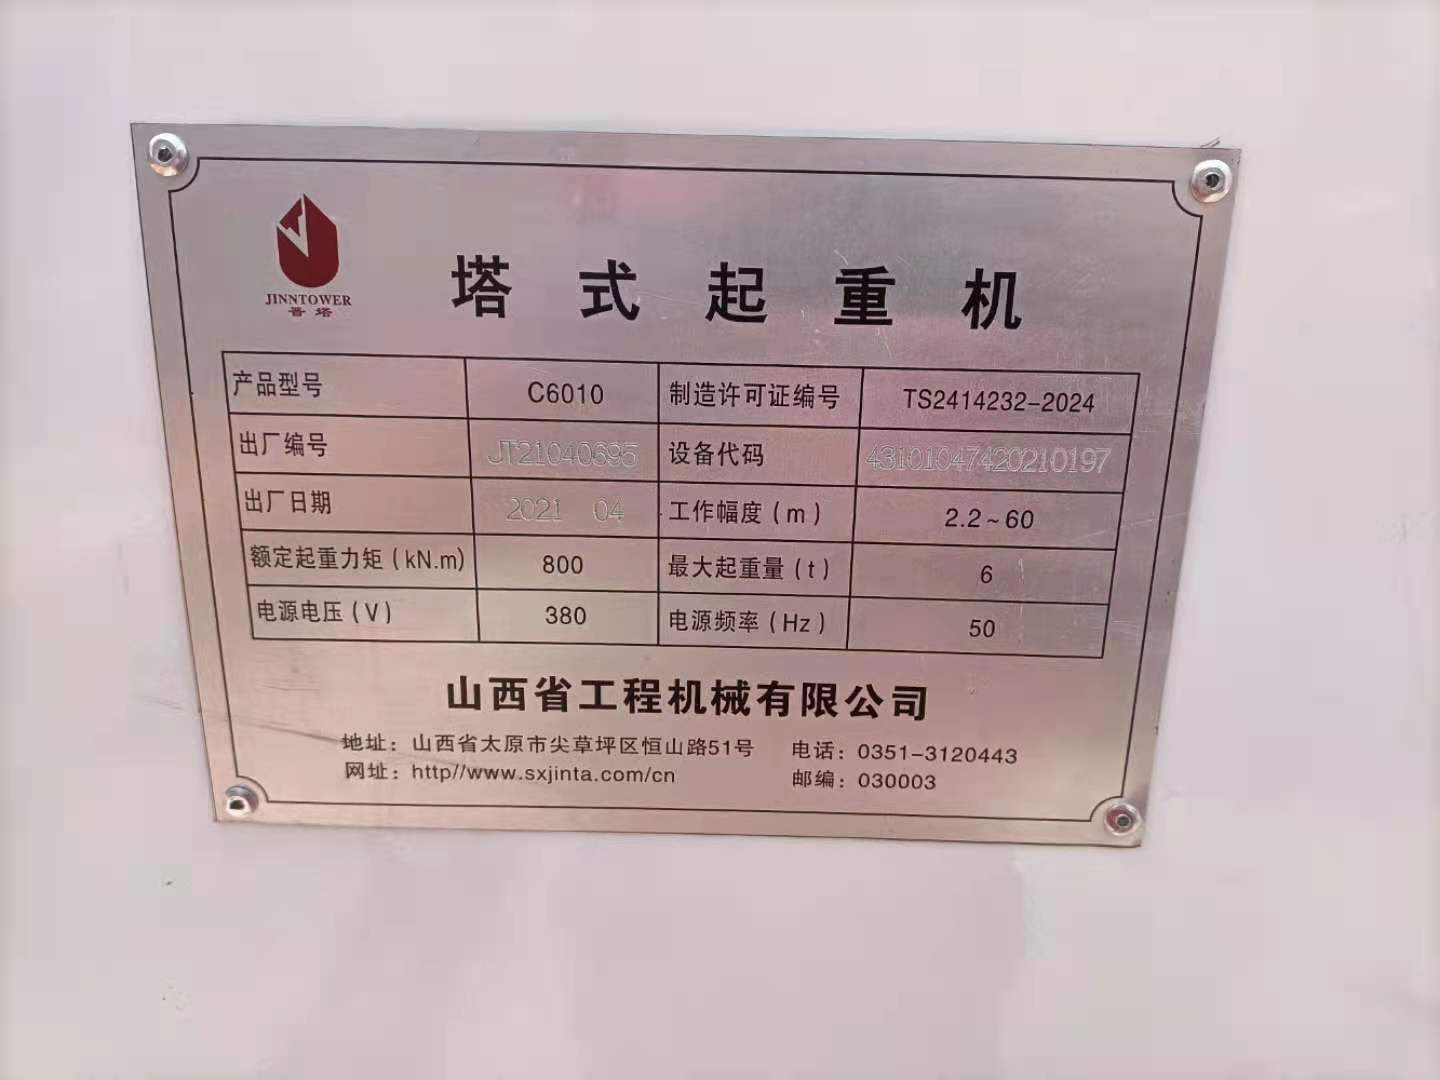 JINNTOWER
晋塔
塔式起重机
产品型号 C6010 制造许可证编号 TS2414232-2024
出厂编号 JT21040695 设备代码 43101047420210197
出厂日期 2021 04 工作幅度(m) 2.2~60
额定起重力矩(kN.m) 800 最大起重量(t) 6
电源电压(V) 380 电源频率(Hz) 50
山西省工程机械有限公司
地址：山西省太原市尖草坪区恒山路51号 电话：0351-3120443
网址：http//www.sxjinta.com/cn 邮编：030003